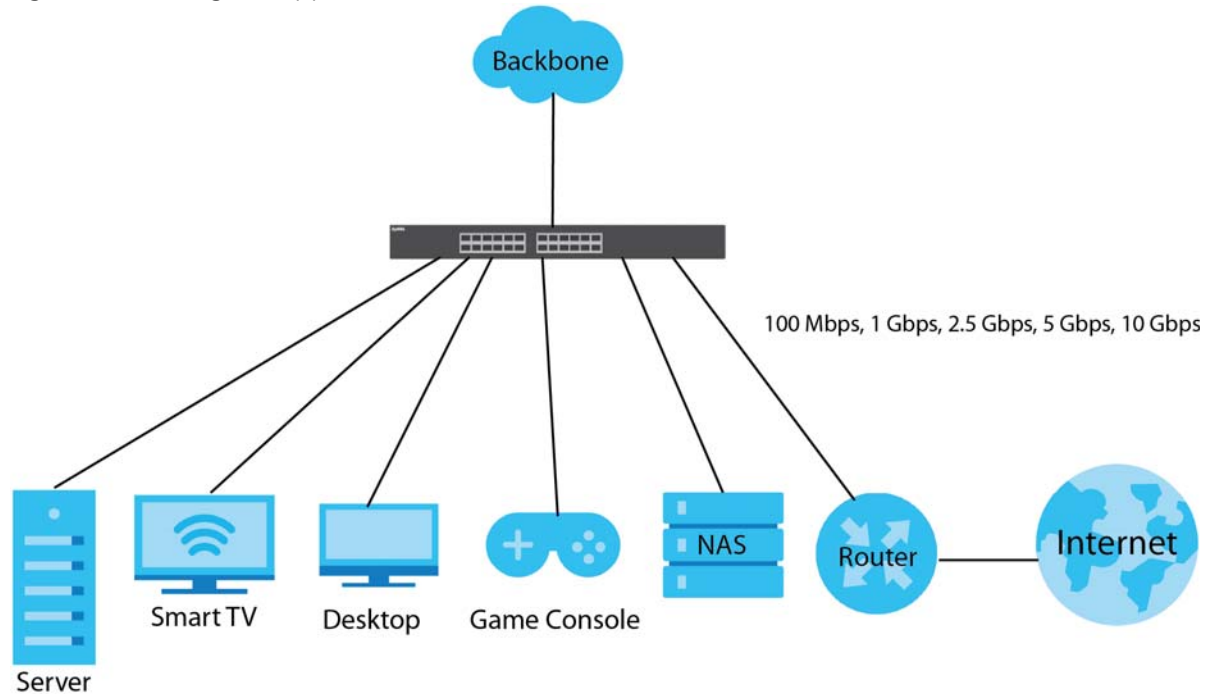 Backbone
100 Mbps, 1 Gbps, 2.5 Gbps, 5 Gbps, 10 Gbps
NAS
Router
Internet
Smart TV
Desktop
Game Console
Server